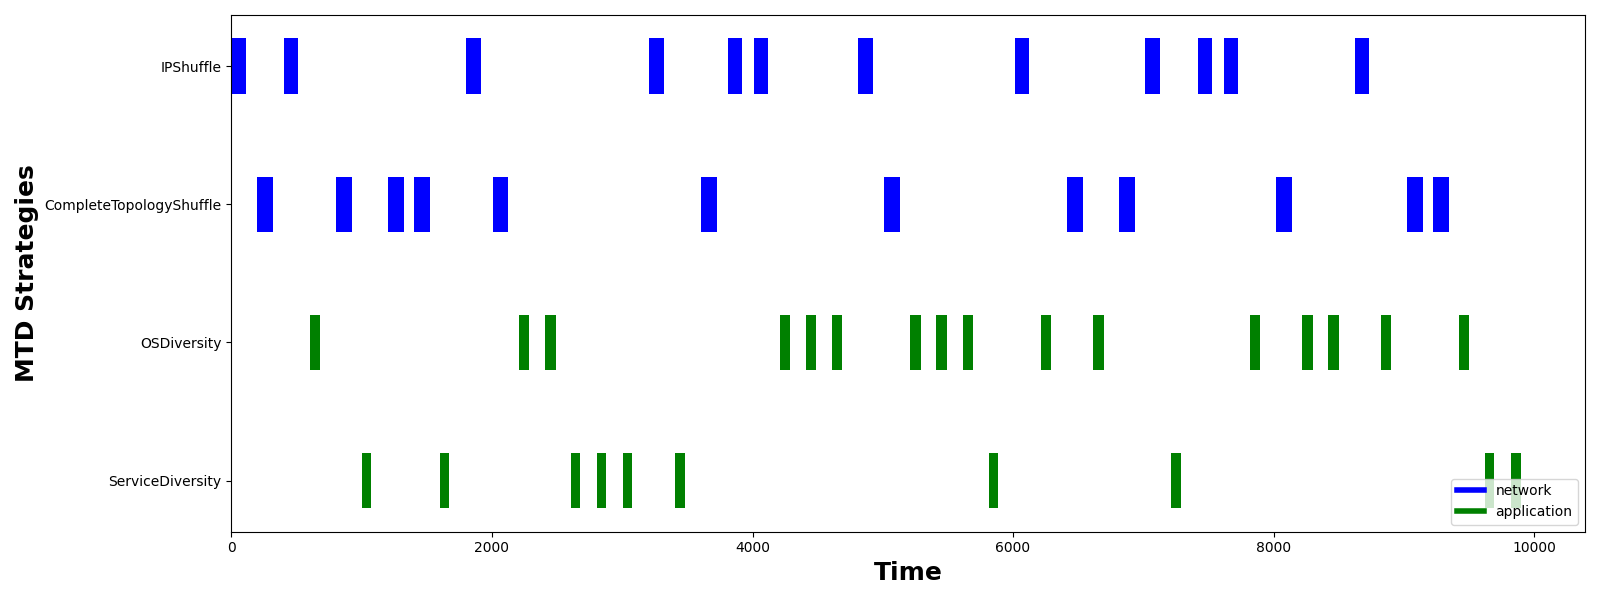 MTD Strategies
IPShuffle
CompleteTopologyShuffle
OSDiversity
ServiceDiversity
network
application
0 2000 4000 6000 8000 10000
Time